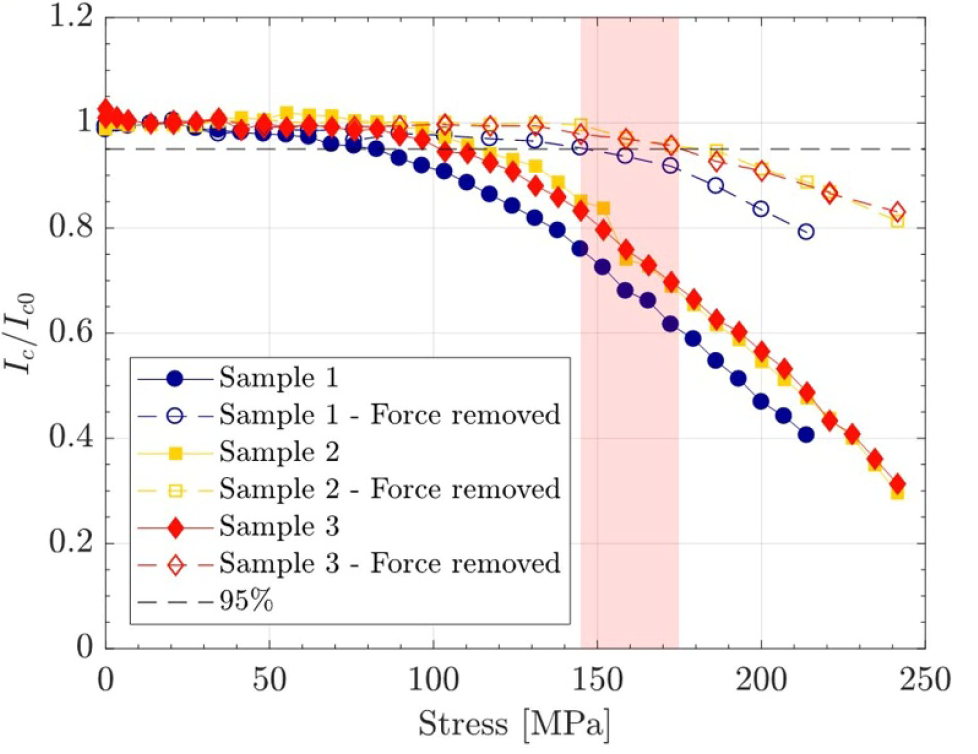 1.2
1
0.8
0.6
0.4
0.2
0
I_c/I_{c0}
Sample 1
Sample 1 - Force removed
Sample 2
Sample 2 - Force removed
Sample 3
Sample 3 - Force removed
95%
0 50 100 150 200 250
Stress [MPa]